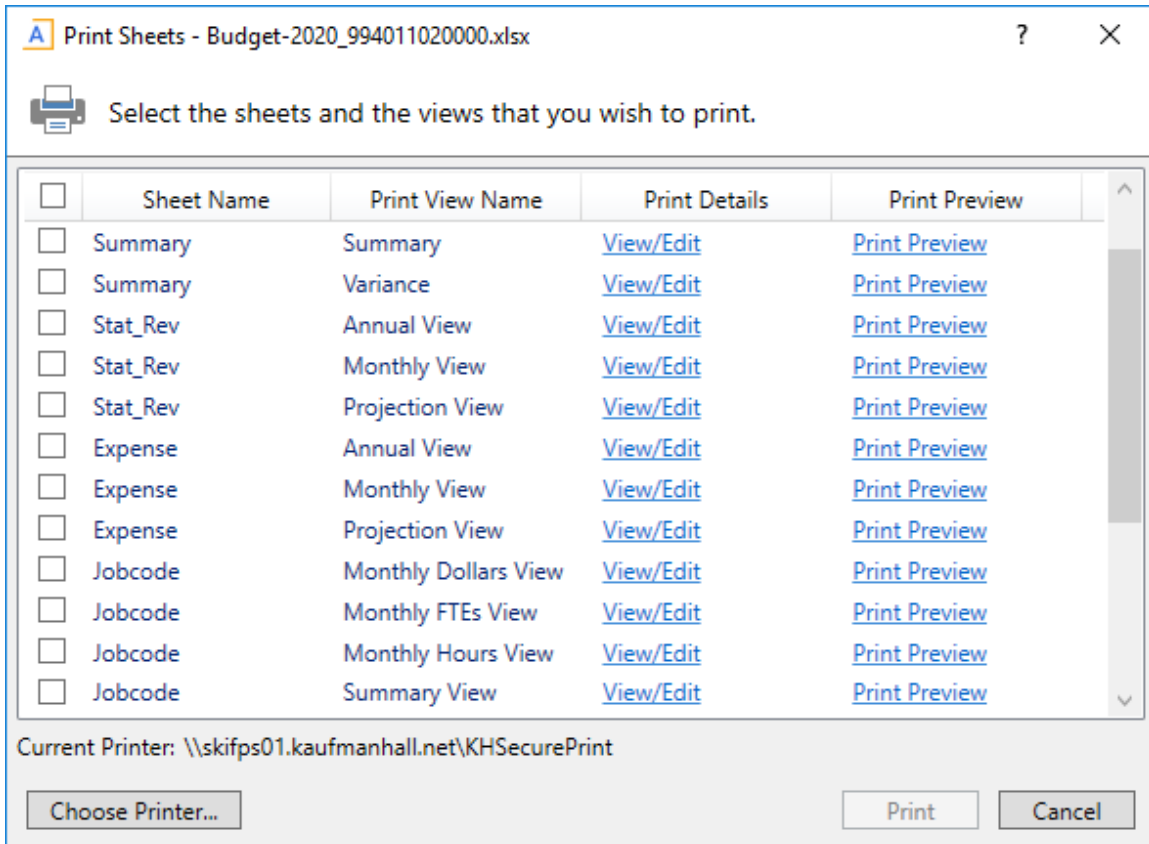 A Print Sheets - Budget-2020_994011020000.xlsx ?
Select the sheets and the views that you wish to print.
Sheet Name Print View Name Print Details Print Preview
Summary Summary View/Edit Print Preview
Summary Variance View/Edit Print Preview
Stat_Rev Annual View View/Edit Print Preview
Stat_Rev Monthly View View/Edit Print Preview
Stat_Rev Projection View View/Edit Print Preview
Expense Annual View View/Edit Print Preview
Expense Monthly View View/Edit Print Preview
Expense Projection View View/Edit Print Preview
Jobcode Monthly Dollars View View/Edit Print Preview
Jobcode Monthly FTEs View View/Edit Print Preview
Jobcode Monthly Hours View View/Edit Print Preview
Jobcode Summary View View/Edit Print Preview
Current Printer: \\skifps01.kaufmanhall.net\KHSecurePrint
Choose Printer... Print Cancel